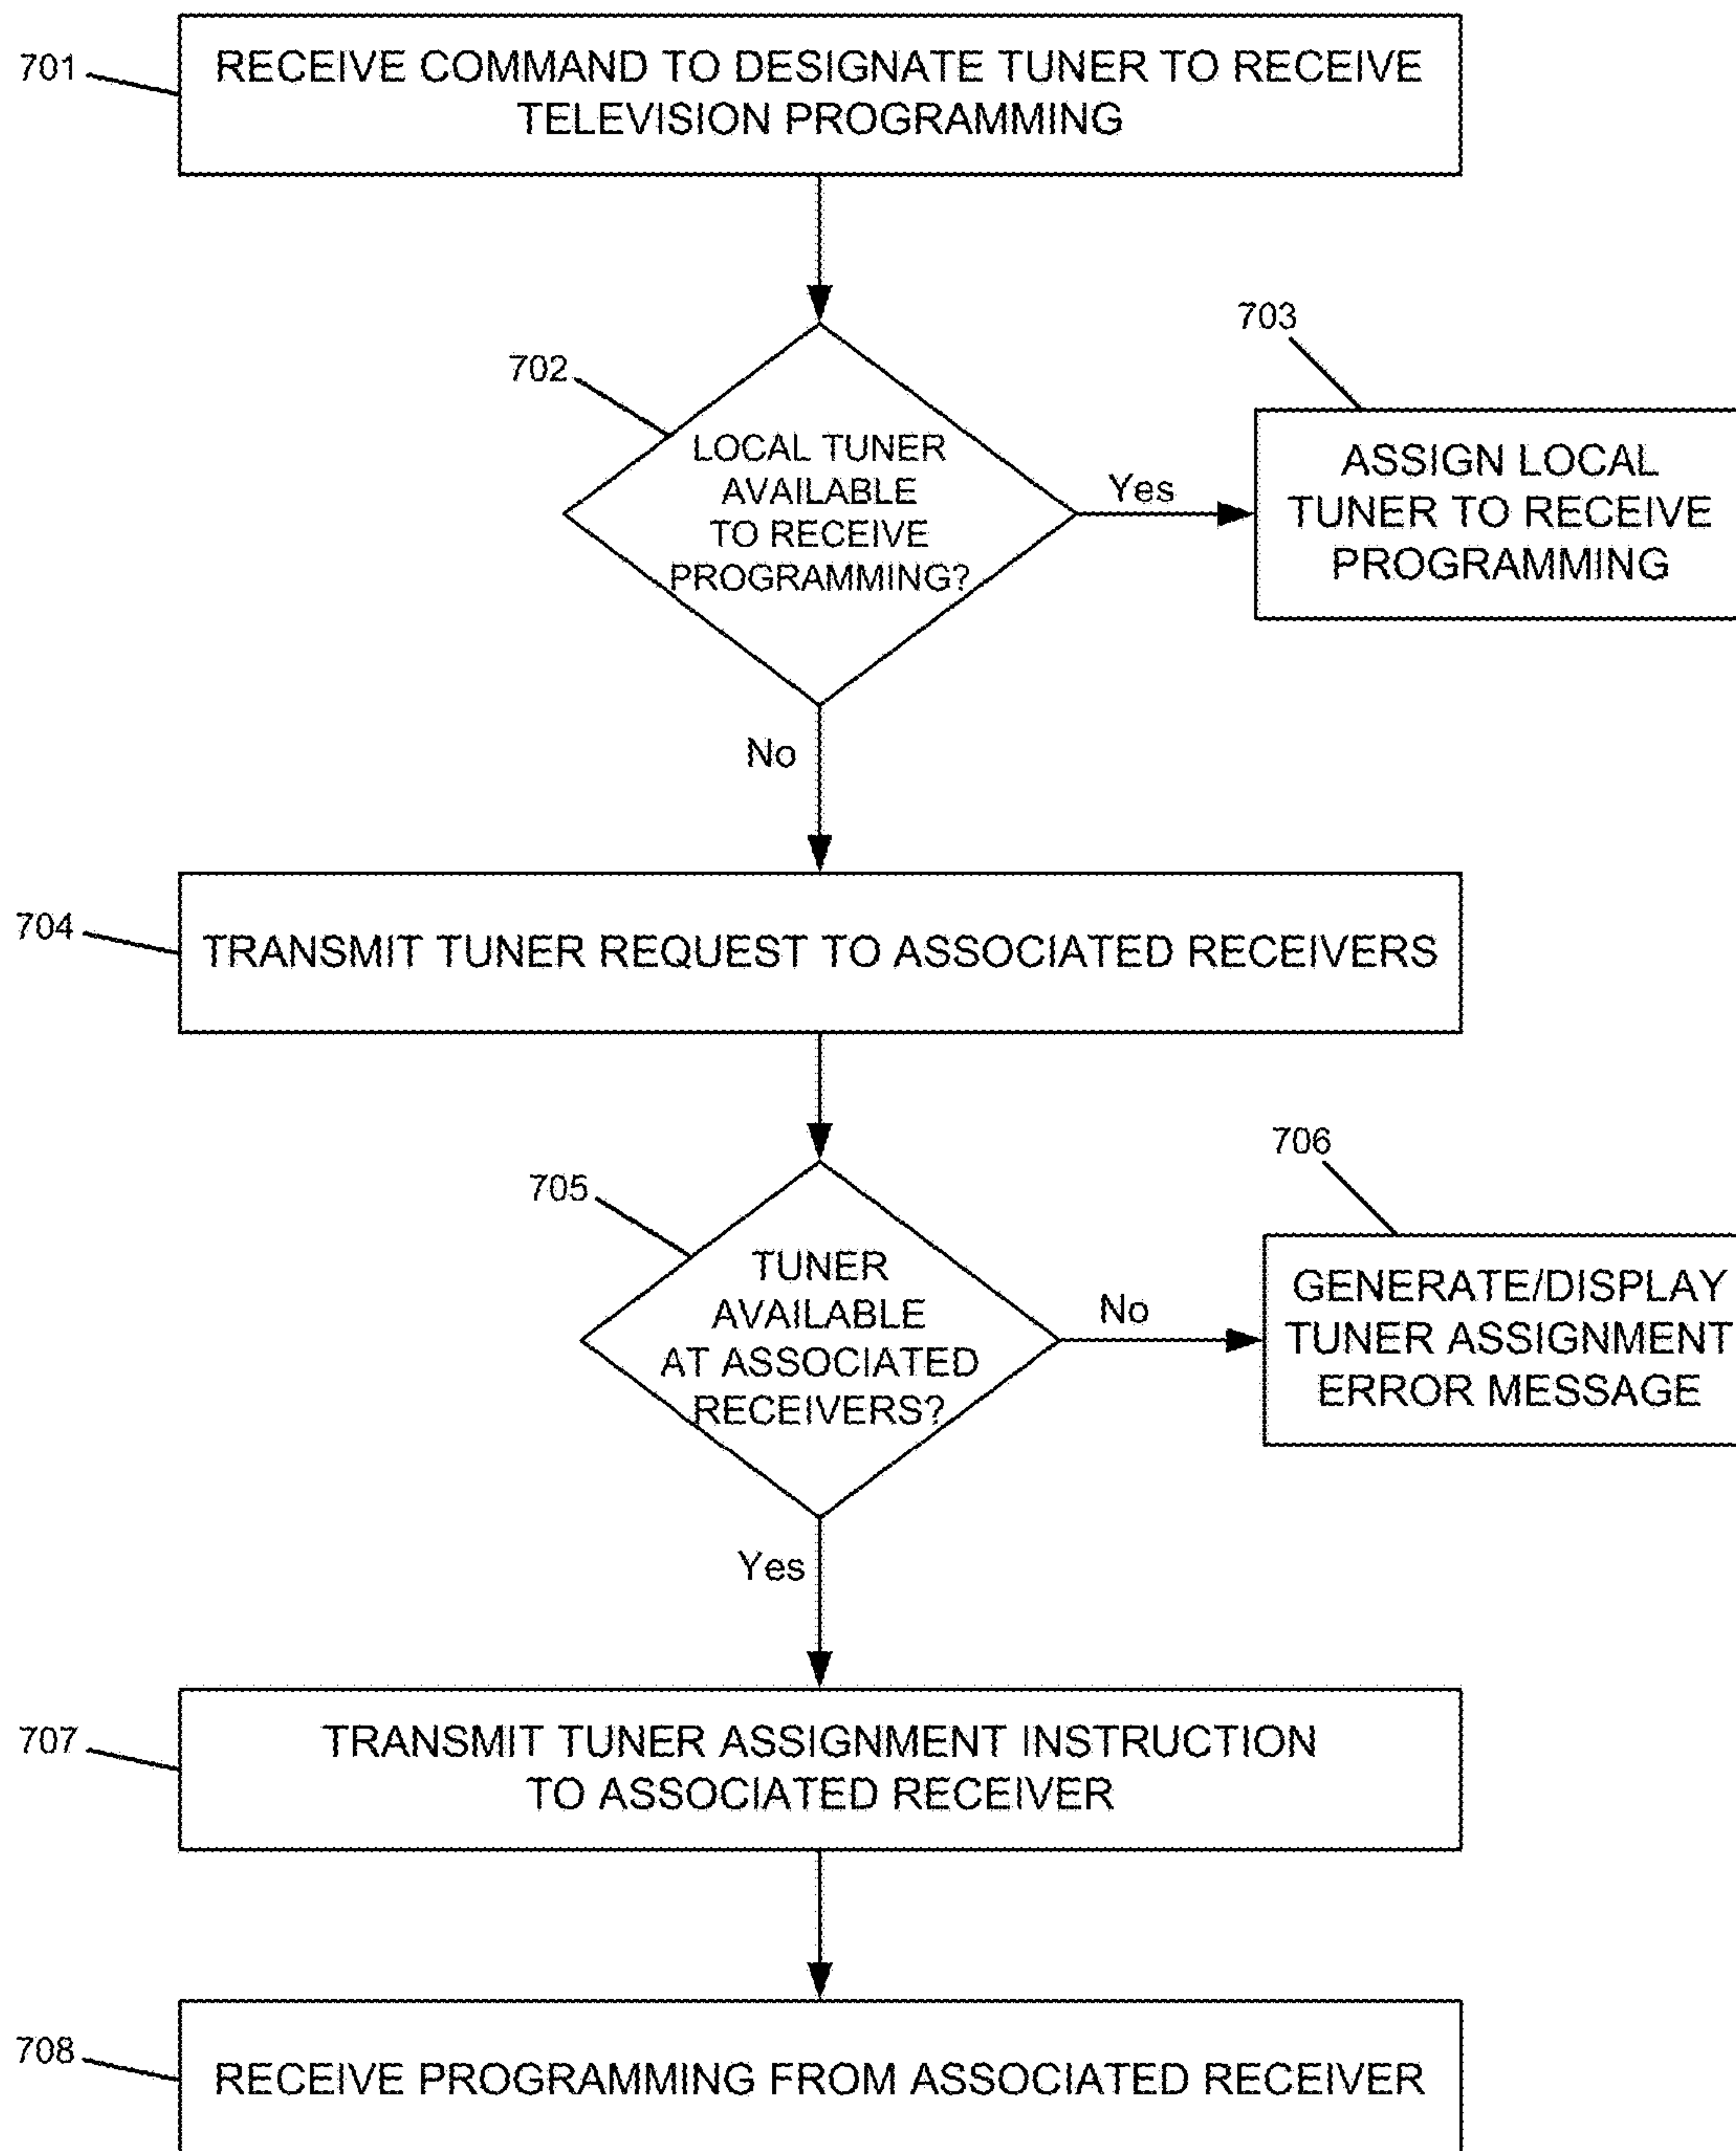 701
RECEIVE COMMAND TO DESIGNATE TUNER TO RECEIVE
TELEVISION PROGRAMMING
702
LOCAL TUNER
AVAILABLE
TO RECEIVE
PROGRAMMING?
Yes
703
ASSIGN LOCAL
TUNER TO RECEIVE
PROGRAMMING
No
704
TRANSMIT TUNER REQUEST TO ASSOCIATED RECEIVERS
705
TUNER
AVAILABLE
AT ASSOCIATED
RECEIVERS?
No
706
GENERATE/DISPLAY
TUNER ASSIGNMENT
ERROR MESSAGE
Yes
707
TRANSMIT TUNER ASSIGNMENT INSTRUCTION
TO ASSOCIATED RECEIVER
708
RECEIVE PROGRAMMING FROM ASSOCIATED RECEIVER